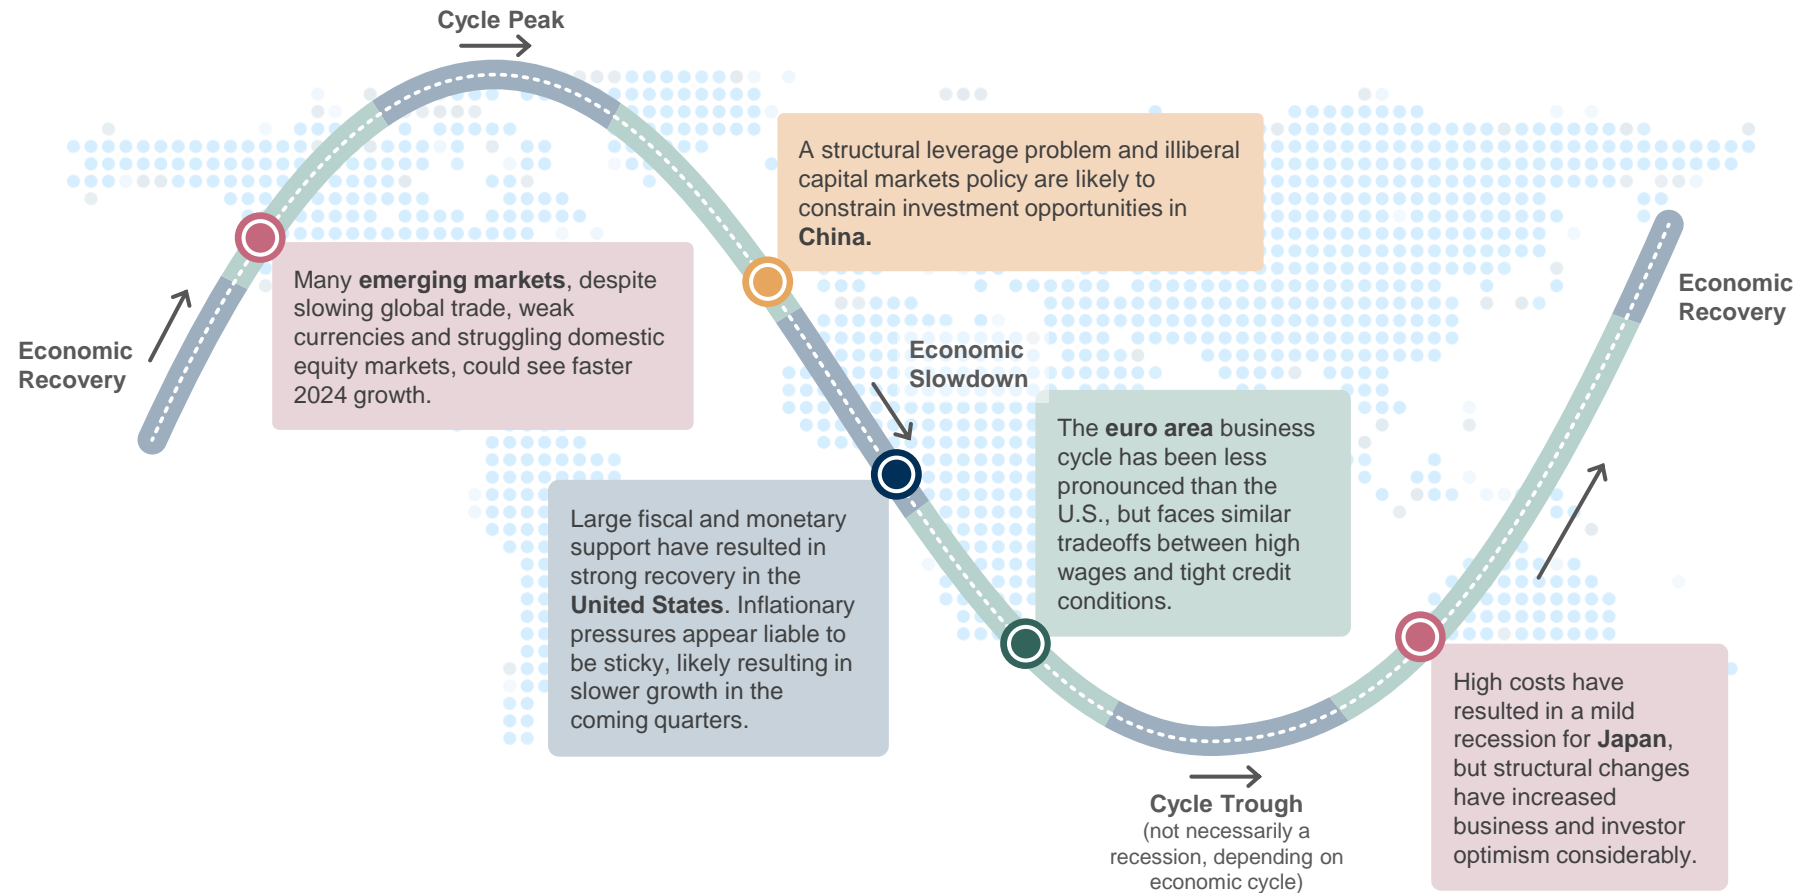 Cycle Peak
A structural leverage problem and illiberal
capital markets policy are likely to
constrain investment opportunities in
China.
Many emerging markets, despite
slowing global trade, weak
currencies and struggling domestic
equity markets, could see faster
2024 growth.
Economic
Recovery
Economic
Recovery
Economic
Slowdown
The euro area business
cycle has been less
pronounced than the
U.S., but faces similar
tradeoffs between high
wages and tight credit
conditions.
Large fiscal and monetary
support have resulted in
strong recovery in the
United States. Inflationary
pressures appear liable to
be sticky, likely resulting in
slower growth in the
coming quarters.
High costs have
resulted in a mild
recession for Japan,
but structural changes
have increased
business and investor
optimism considerably.
Cycle Trough
(not necessarily a
recession, depending on
economic cycle)